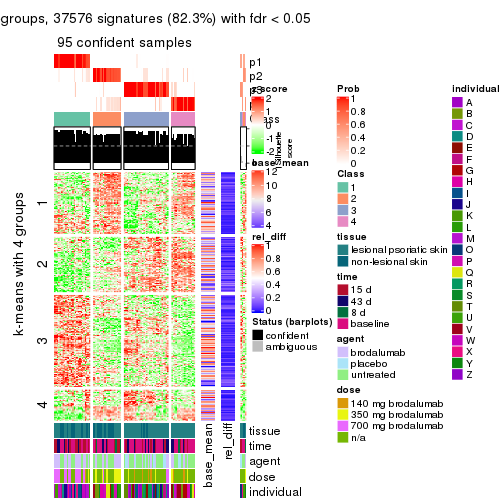 groups, 37576 signatures (82.3%) with fdr < 0.05
95 confident samples
p1
p2
p3
p4
Class
Silhouette
score
k-means with 4 groups
1
2
3
4
tissue
time
agent
dose
individual
base_mean
rel_diff
z-score
2
1
0
-1
-2
base_mean
12
10
8
6
4
rel_diff
1
0.8
0.6
0.4
0.2
0
Status (barplots)
confident
ambiguous
Prob
1
0.8
0.6
0.4
0.2
0
Class
1
2
3
4
tissue
lesional psoriatic skin
non-lesional skin
time
15 d
43 d
8 d
baseline
agent
brodalumab
placebo
untreated
dose
140 mg brodalumab
350 mg brodalumab
700 mg brodalumab
n/a
individual
A
B
C
D
E
F
G
H
I
J
K
L
M
O
P
Q
R
S
T
U
V
W
X
Y
Z